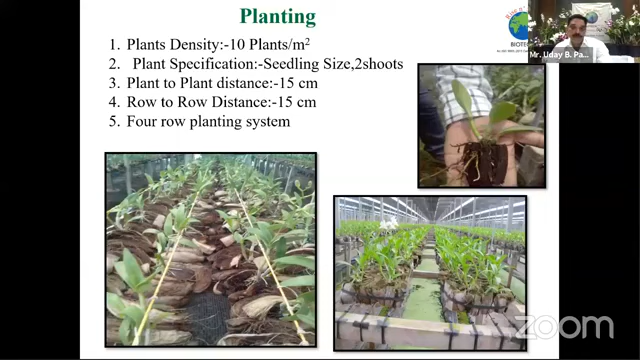 Planting
1. Plants Density:-10 Plants/m²
2. Plant Specification:-Seedling Size,2shoots
3. Plant to Plant distance:-15 cm
4. Row to Row Distance:-15 cm
5. Four row planting system
BIOTEC
Mr. Uday B. Pa...
zoom